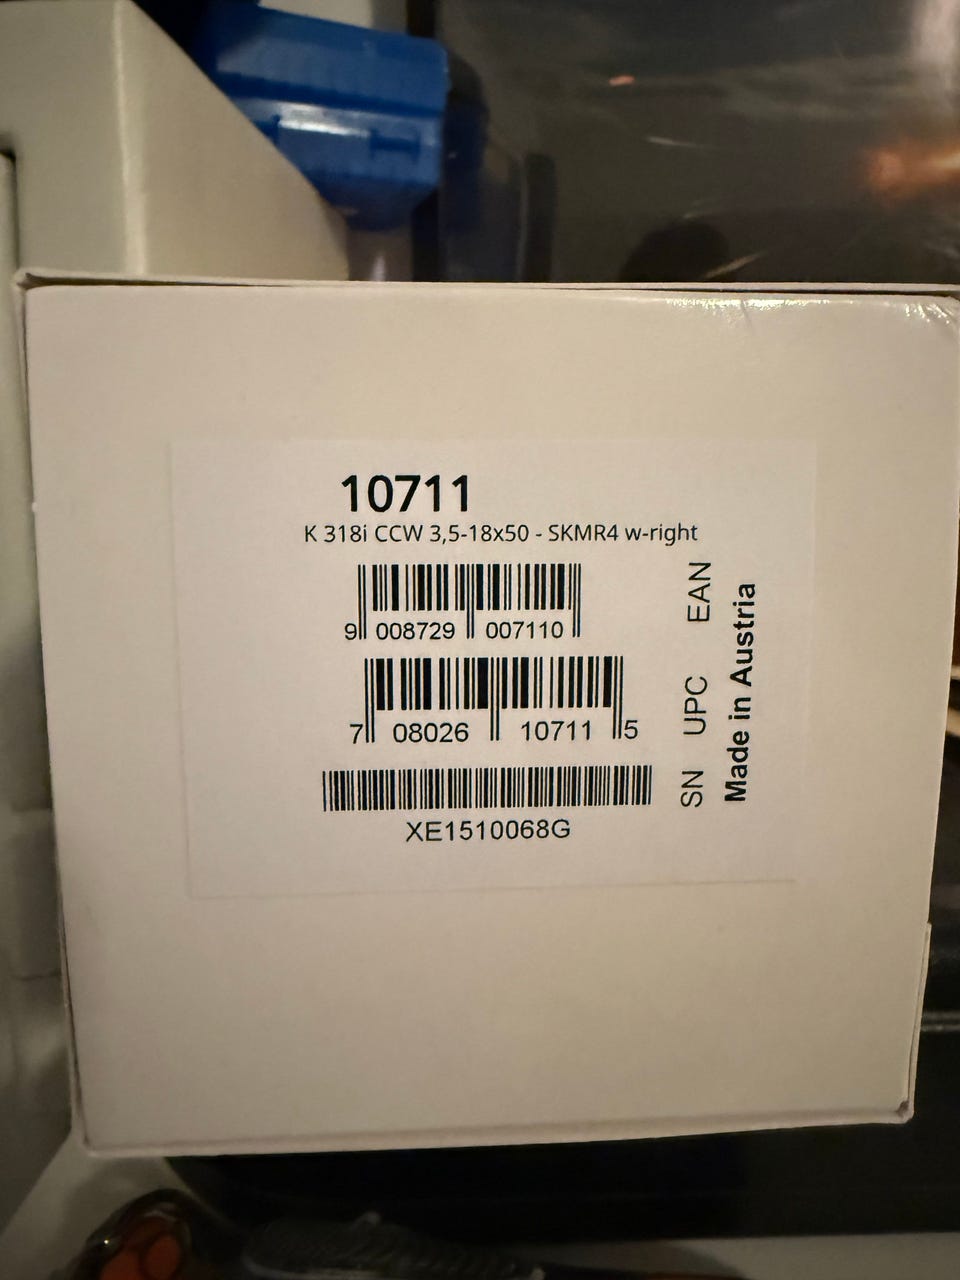 10711
K 318i CCW 3,5-18x50 - SKMR4 w-right
9 008729 007110
EAN
7 08026 10711 5
UPC
XE1510068G
SN
Made in Austria